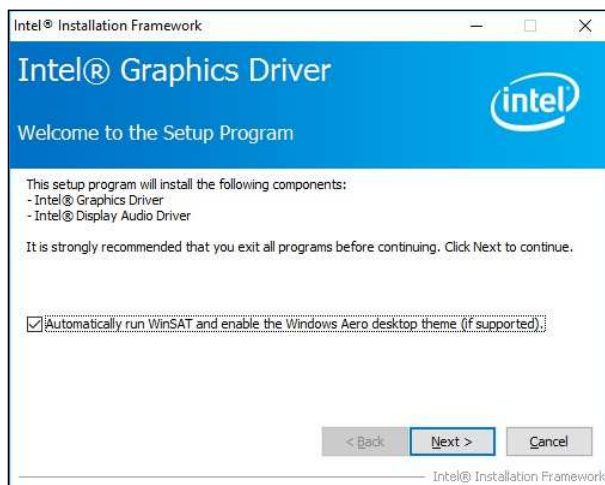 Intel® Installation Framework
Intel® Graphics Driver
intel
Welcome to the Setup Program
This setup program will install the following components:
- Intel® Graphics Driver
- Intel® Display Audio Driver
It is strongly recommended that you exit all programs before continuing. Click Next to continue.
Automatically run WinSAT and enable the Windows Aero desktop theme (if supported).
< Back Next > Cancel
Intel® Installation Framework